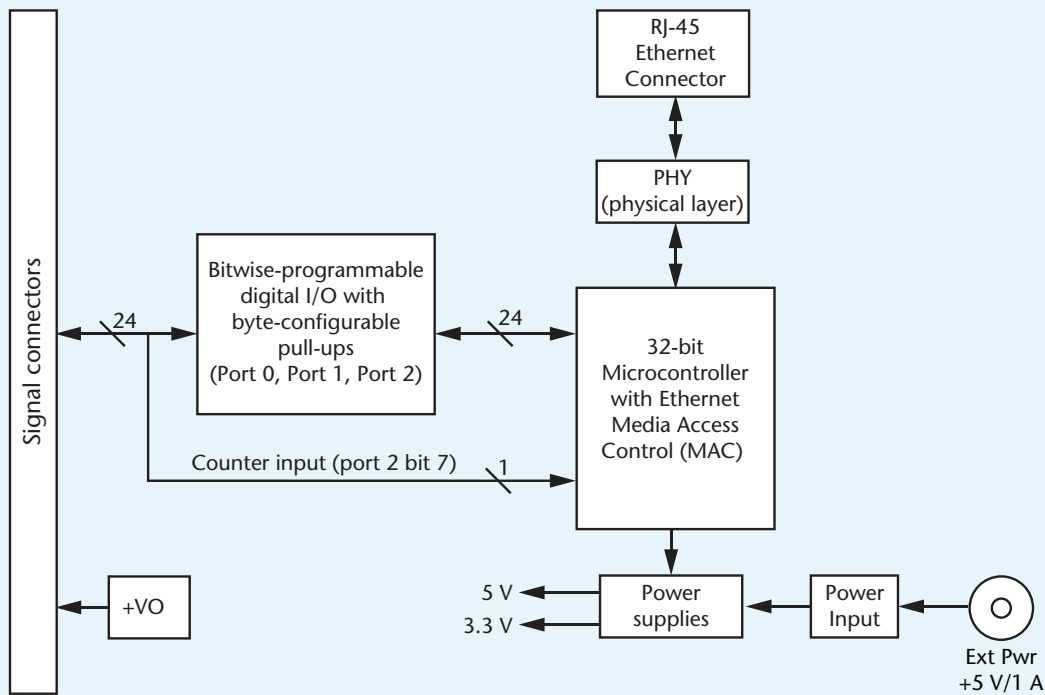 RJ-45
Ethernet
Connector
PHY
(physical layer)
Signal connectors
24
Bitwise-programmable
digital I/O with
byte-configurable
pull-ups
(Port 0, Port 1, Port 2)
24
32-bit
Microcontroller
with Ethernet
Media Access
Control (MAC)
Counter input (port 2 bit 7)
1
+VO
5 V
3.3 V
Power
supplies
Power
Input
Ext Pwr
+5 V/1 A